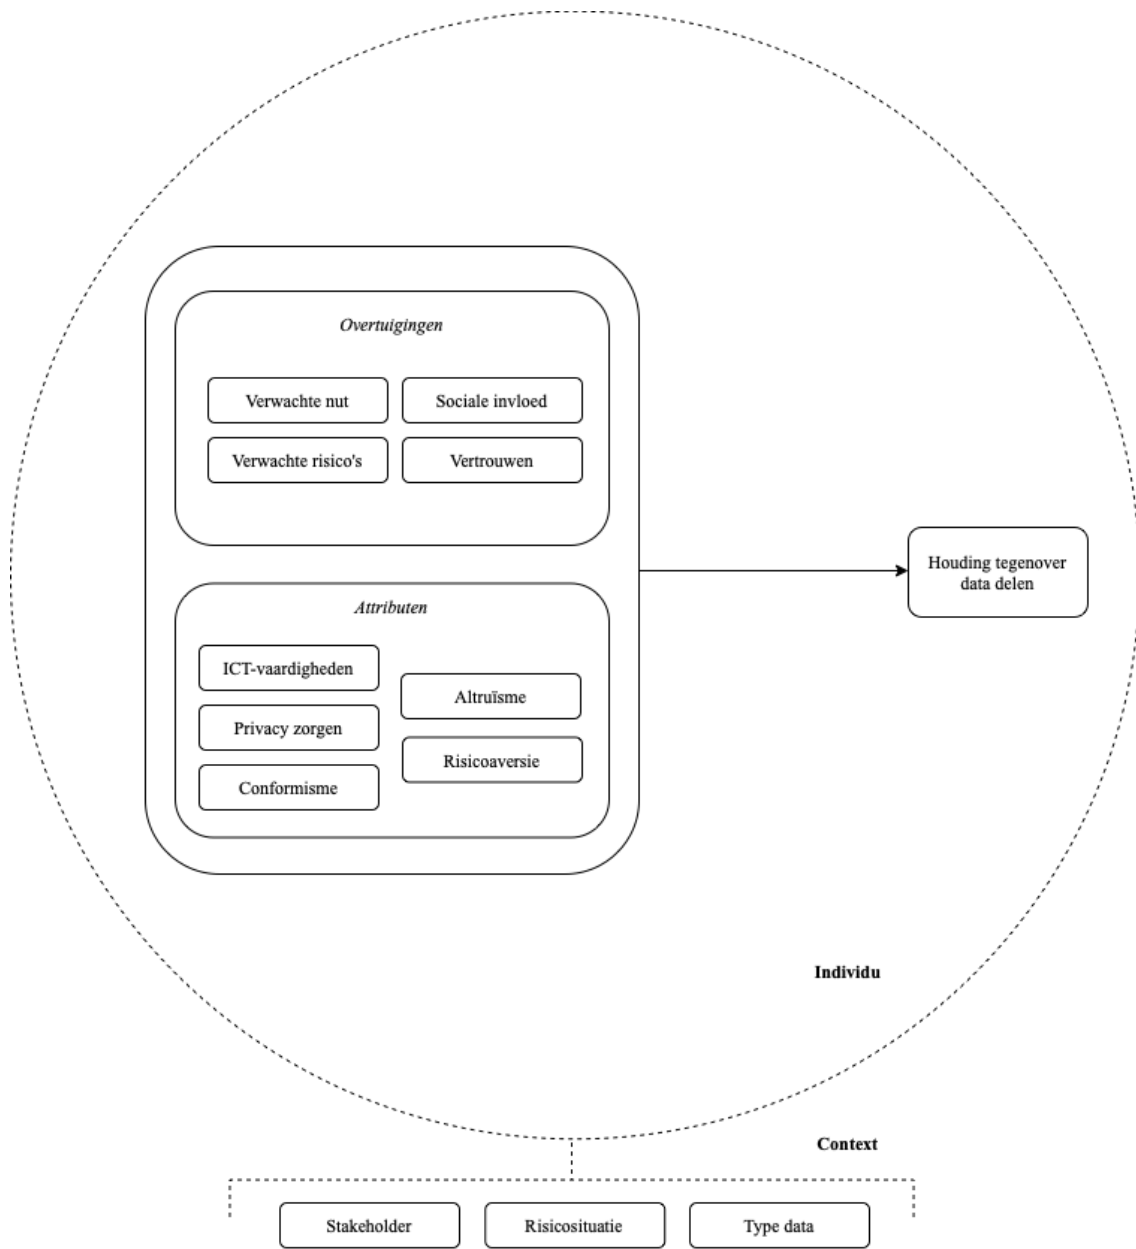 Overtuigingen
Verwachte nut
Sociale invloed
Verwachte risico's
Vertrouwen
Houding tegenover
data delen
Attributen
ICT-vaardigheden
Altruïsme
Privacy zorgen
Risicoaversie
Conformisme
Individu
Context
Stakeholder
Risicosituatie
Type data